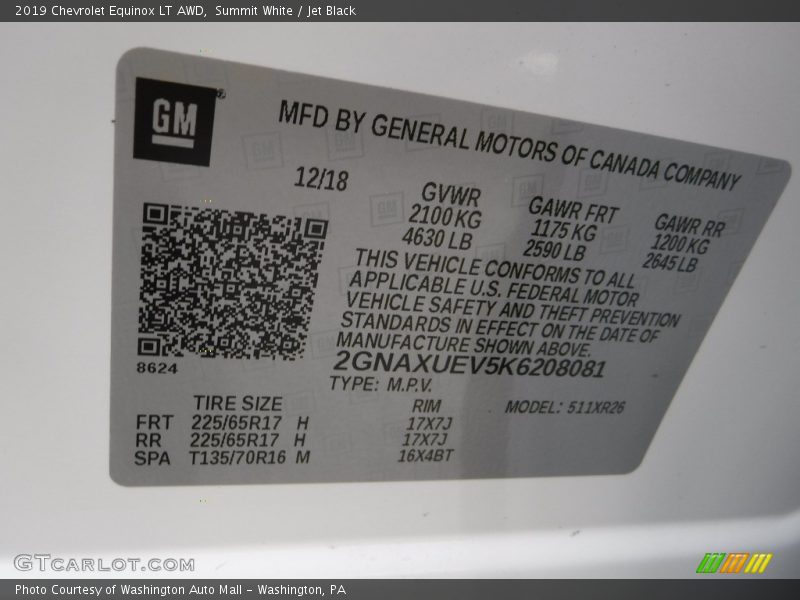 2019 Chevrolet Equinox LT AWD, Summit White / Jet Black
GM ®
MFD BY GENERAL MOTORS OF CANADA COMPANY
12/18
GVWR GAWR FRT GAWR RR
2100 KG 1175 KG 1200 KG
4630 LB 2590 LB 2645 LB
THIS VEHICLE CONFORMS TO ALL
APPLICABLE U.S. FEDERAL MOTOR
VEHICLE SAFETY AND THEFT PREVENTION
STANDARDS IN EFFECT ON THE DATE OF
MANUFACTURE SHOWN ABOVE.
8624
2GNAXUEV5K6208081
TYPE: M.P.V.
TIRE SIZE RIM MODEL: 511XR26
FRT 225/65R17 H 17X7J
RR 225/65R17 H 17X7J
SPA T135/70R16 M 16X4BT
GTCARLOT.COM
Photo Courtesy of Washington Auto Mall - Washington, PA